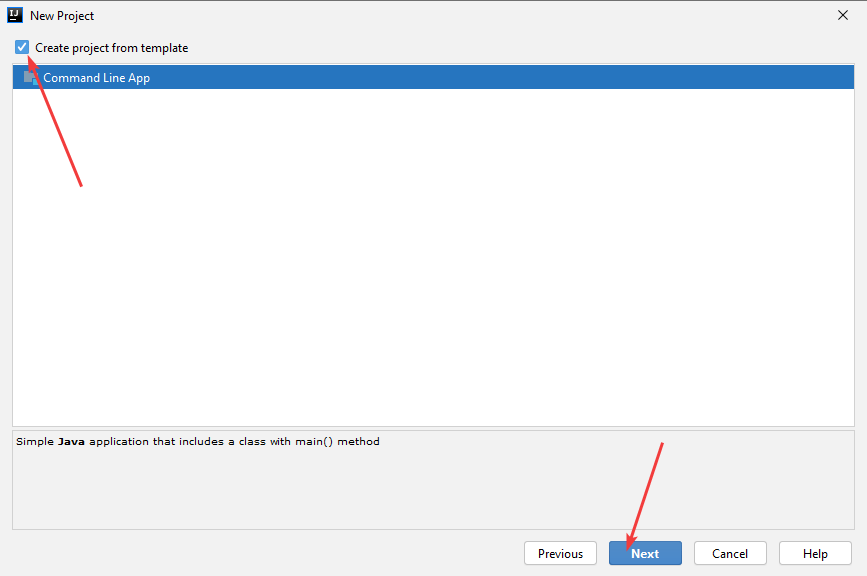 IJ
New Project
Create project from template
Command Line App
Simple Java application that includes a class with main() method
Previous
Next
Cancel
Help